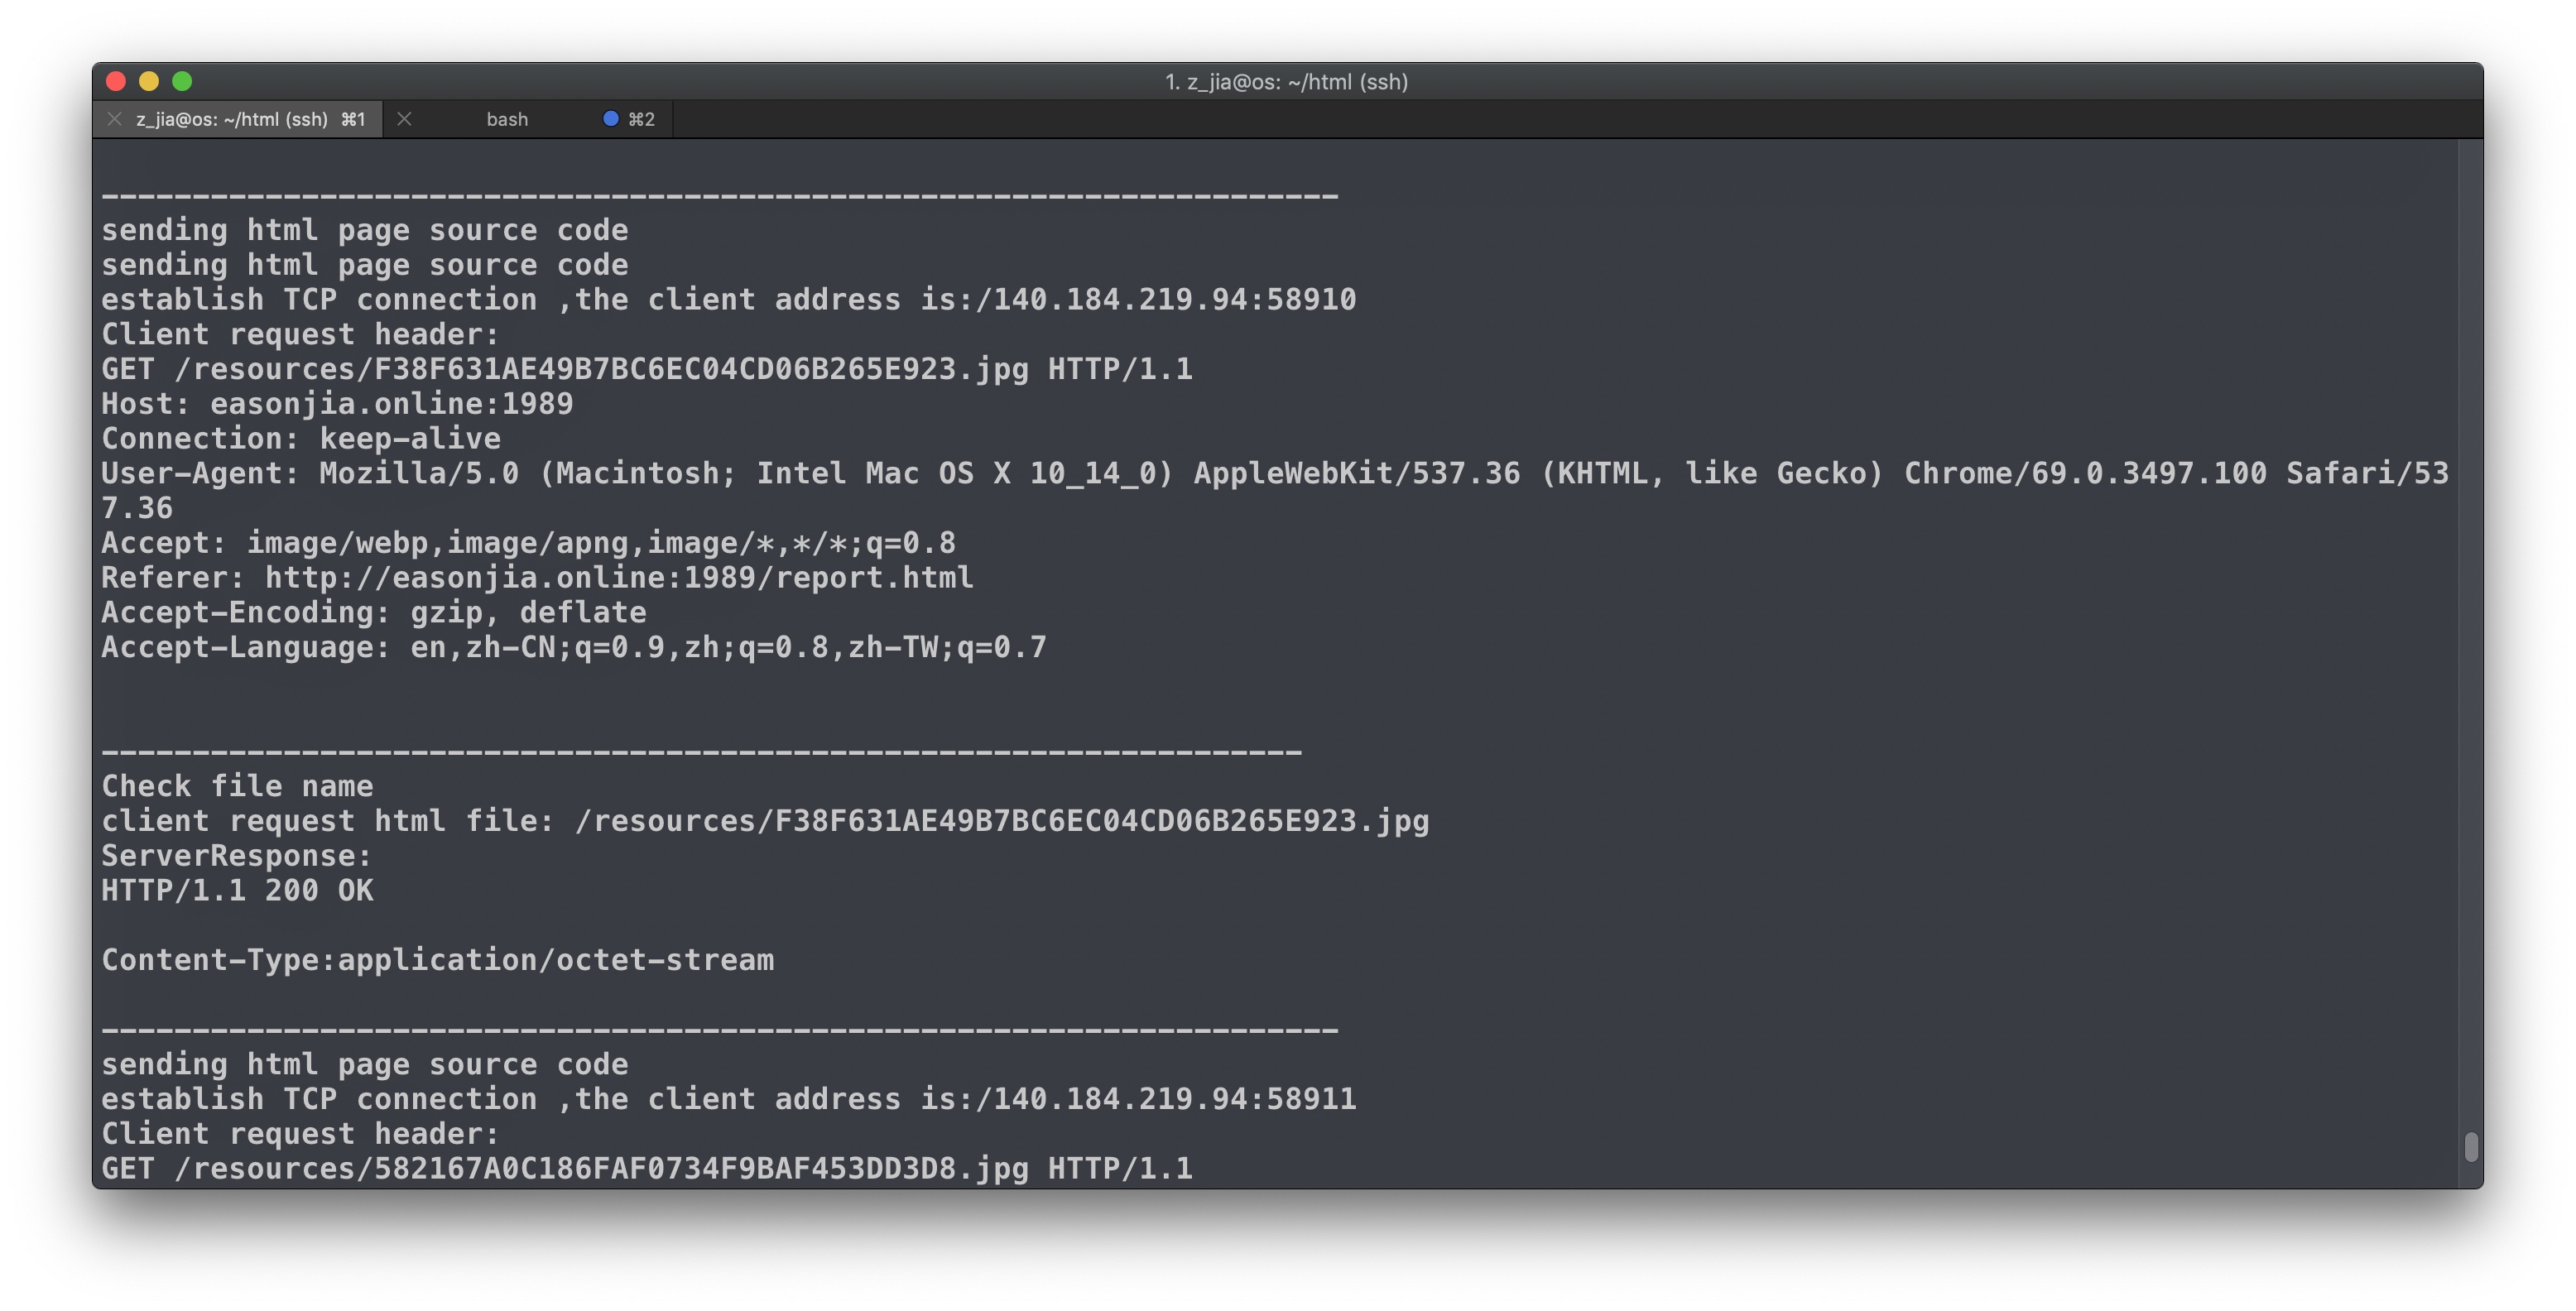 1. z_jia@os: ~/html (ssh)
z_jia@os: ~/html (ssh) ⌘1 bash ⌘2
--------------------------------------------------------------------
sending html page source code
sending html page source code
establish TCP connection ,the client address is:/140.184.219.94:58910
Client request header:
GET /resources/F38F631AE49B7BC6EC04CD06B265E923.jpg HTTP/1.1
Host: easonjia.online:1989
Connection: keep-alive
User-Agent: Mozilla/5.0 (Macintosh; Intel Mac OS X 10_14_0) AppleWebKit/537.36 (KHTML, like Gecko) Chrome/69.0.3497.100 Safari/53
7.36
Accept: image/webp,image/apng,image/*,*/*;q=0.8
Referer: http://easonjia.online:1989/report.html
Accept-Encoding: gzip, deflate
Accept-Language: en,zh-CN;q=0.9,zh;q=0.8,zh-TW;q=0.7
------------------------------------------------------------------
Check file name
client request html file: /resources/F38F631AE49B7BC6EC04CD06B265E923.jpg
ServerResponse:
HTTP/1.1 200 OK
Content-Type:application/octet-stream
--------------------------------------------------------------------
sending html page source code
establish TCP connection ,the client address is:/140.184.219.94:58911
Client request header:
GET /resources/582167A0C186FAF0734F9BAF453DD3D8.jpg HTTP/1.1